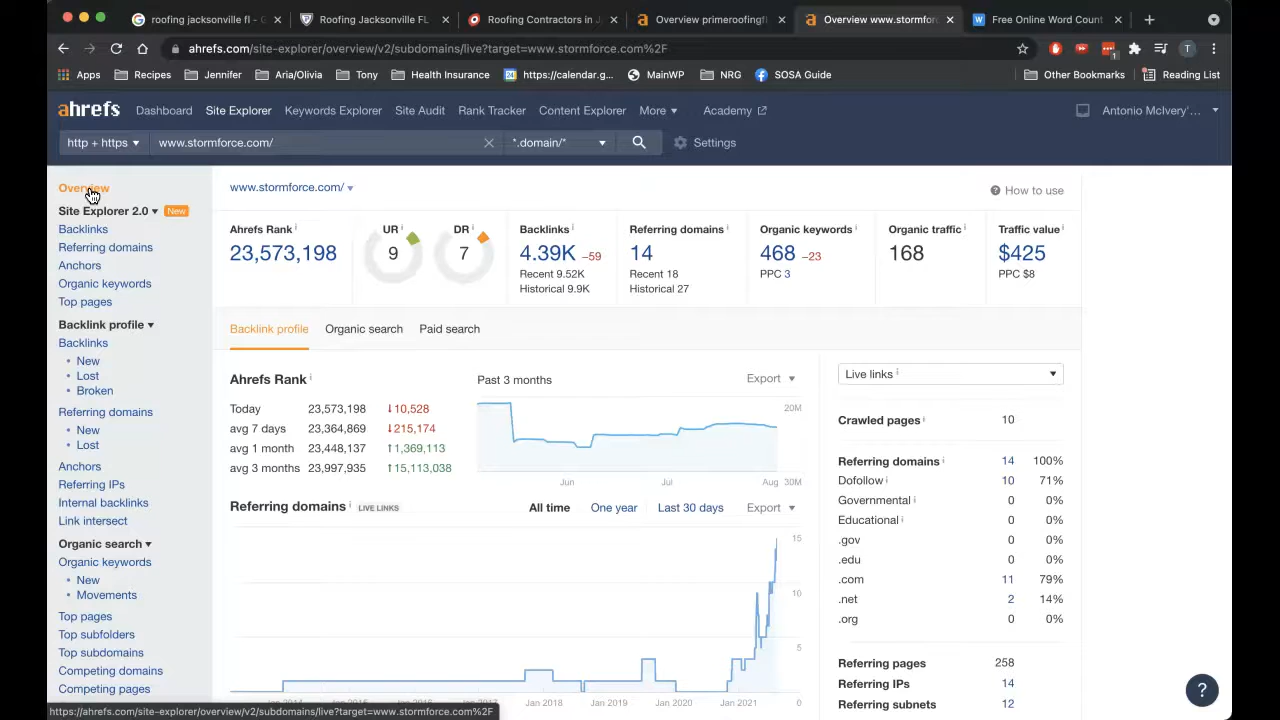 roofing jacksonville fl - G
Roofing Jacksonville FL
Roofing Contractors in J
Overview primeroofingfl
Overview www.stormfor
Free Online Word Count
ahrefs.com/site-explorer/overview/v2/subdomains/live?target=www.stormforce.com%2F
Apps Recipes Jennifer Aria/Olivia Tony Health Insurance https://calendar.g... MainWP NRG SOSA Guide Other Bookmarks Reading List
ahrefs Dashboard Site Explorer Keywords Explorer Site Audit Rank Tracker Content Explorer More Academy Antonio McIvery'...
http + https www.stormforce.com/ *.domain/* Settings
Overview
Site Explorer 2.0 New
Backlinks
Referring domains
Anchors
Organic keywords
Top pages
Backlink profile
Backlinks
New
Lost
Broken
Referring domains
New
Lost
Anchors
Referring IPs
Internal backlinks
Link intersect
Organic search
Organic keywords
New
Movements
Top pages
Top subfolders
Top subdomains
Competing domains
Competing pages
www.stormforce.com/ How to use
Ahrefs Rank
23,573,198
UR
9
DR
7
Backlinks
4.39K –59
Recent 9.52K
Historical 9.9K
Referring domains
14
Recent 18
Historical 27
Organic keywords
468 –23
PPC 3
Organic traffic
168
Traffic value
$425
PPC $8
Backlink profile Organic search Paid search
Ahrefs Rank Past 3 months Export
Today 23,573,198 ↓10,528
avg 7 days 23,364,869 ↓215,174
avg 1 month 23,448,137 ↑1,369,113
avg 3 months 23,997,935 ↑15,113,038
20M
Jun Jul Aug 30M
Referring domains LIVE LINKS All time One year Last 30 days Export
15
10
5
Jan 2014 Jan 2015 Jan 2016 Jan 2017 Jan 2018 Jan 2019 Jan 2020 Jan 2021 0
Live links
Crawled pages 10
Referring domains 14 100%
Dofollow 10 71%
Governmental 0 0%
Educational 0 0%
.gov 0 0%
.edu 0 0%
.com 11 79%
.net 2 14%
.org 0 0%
Referring pages 258
Referring IPs 14
Referring subnets 12
?
https://ahrefs.com/site-explorer/overview/v2/subdomains/live?target=www.stormforce.com%2F